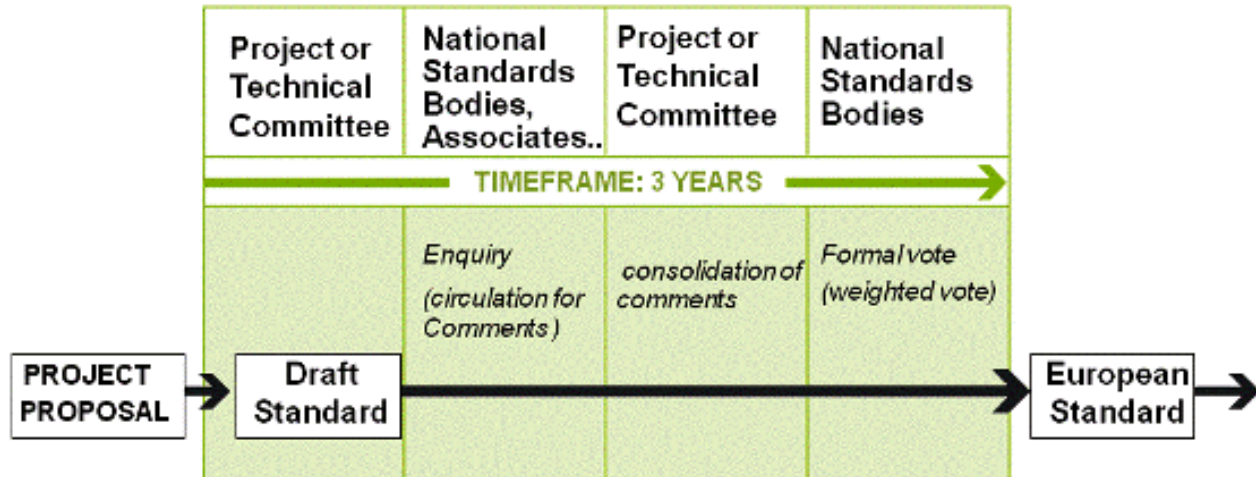 Project or
Technical
Committee
National
Standards
Bodies,
Associates..
Project or
Technical
Committee
National
Standards
Bodies
TIMEFRAME: 3 YEARS
Enquiry
(circulation for
Comments)
consolidation of
comments
Formal vote
(weighted vote)
PROJECT
PROPOSAL
Draft
Standard
European
Standard